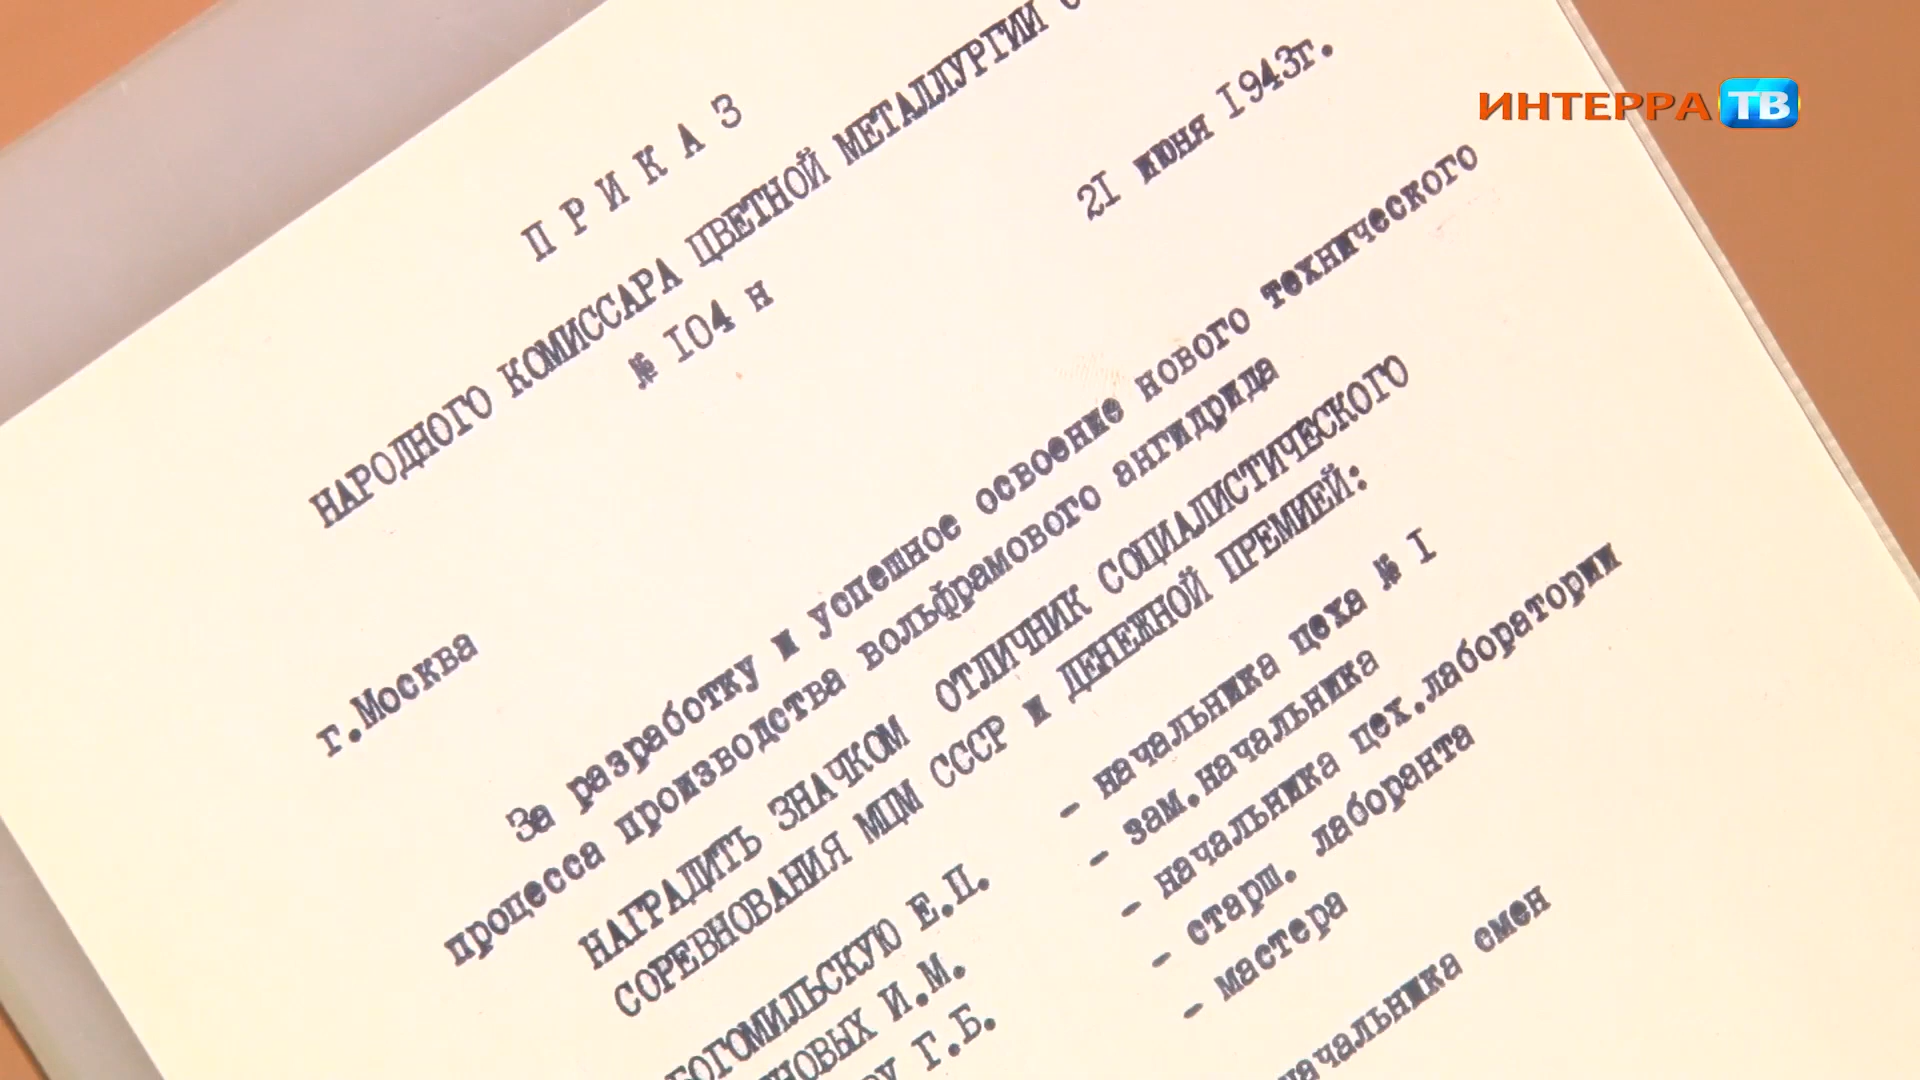 ИНТЕРРА ТВ
П Р И К А З
НАРОДНОГО КОМИССАРА ЦВЕТНОЙ МЕТАЛЛУРГИИ
№ 104 н
21 июня 1943г.
г.Москва
За разработку и успешное освоение нового технического
процесса производства вольфрамового ангидрида
НАГРАДИТЬ ЗНАЧКОМ ОТЛИЧНИК СОЦИАЛИСТИЧЕСКОГО
СОРЕВНОВАНИЯ МЦМ СССР и ДЕНЕЖНОЙ ПРЕМИЕЙ:
БОГОМИЛЬСКУЮ Е.П. - начальника цеха № 1
И.М. - зам.начальника
Г.Б. - начальника цех.лаборатории
- старш. лаборанта
- мастера
начальника смен